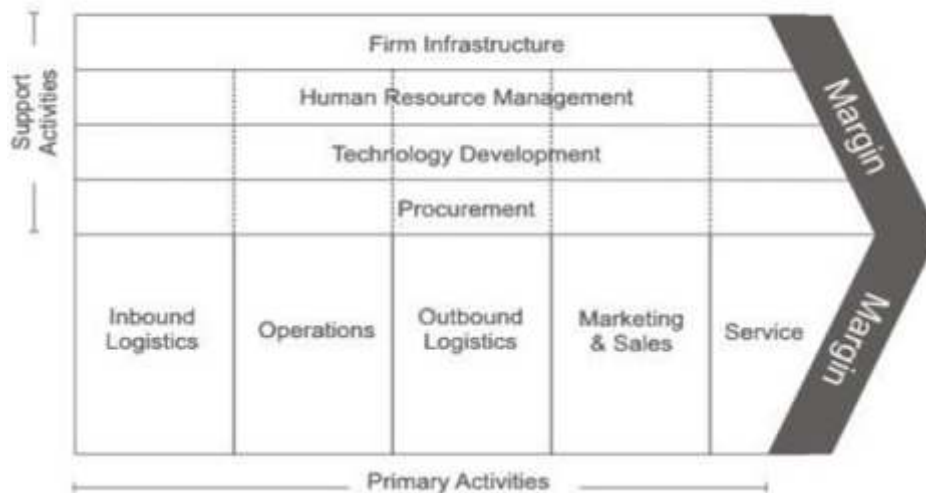 Support
Activities
Firm Infrastructure
Human Resource Management
Technology Development
Procurement
Inbound
Logistics
Operations
Outbound
Logistics
Marketing
& Sales
Service
Margin
Margin
Primary Activities